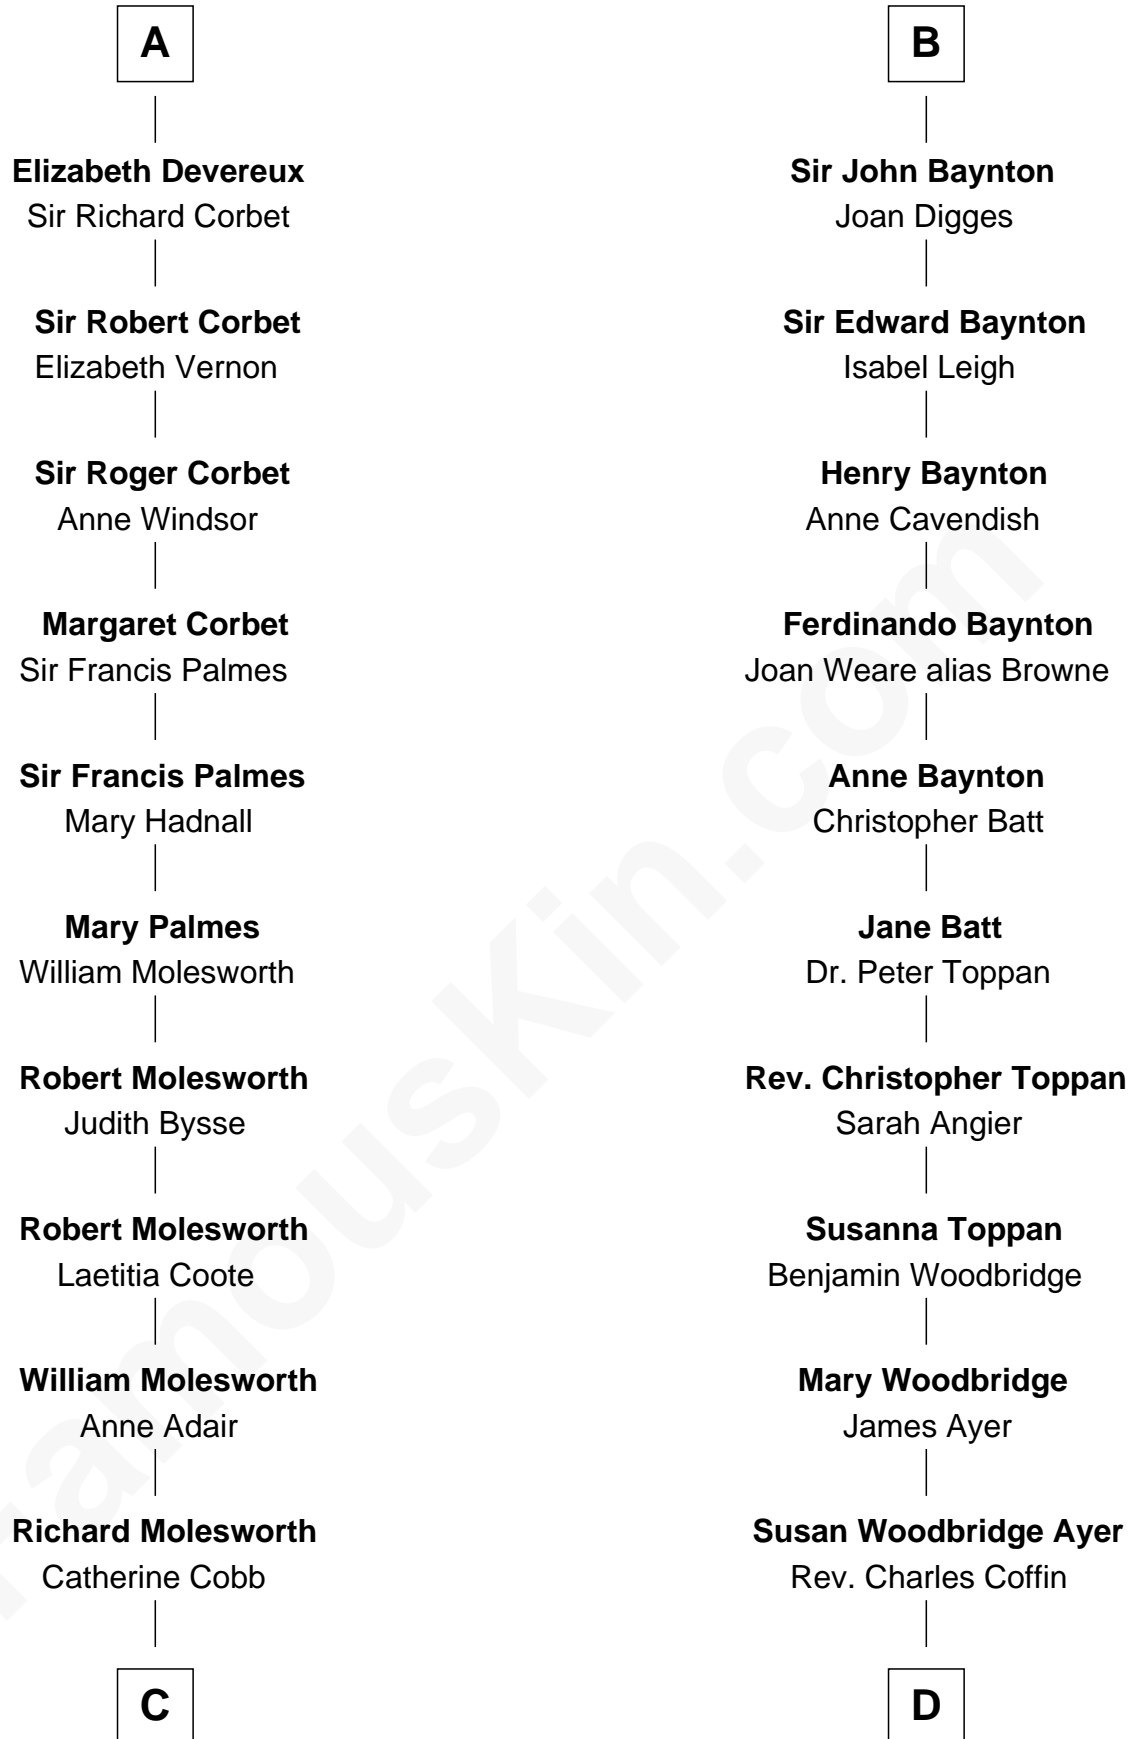 A
Elizabeth Devereux
Sir Richard Corbet
Sir Robert Corbet
Elizabeth Vernon
Sir Roger Corbet
Anne Windsor
Margaret Corbet
Sir Francis Palmes
Sir Francis Palmes
Mary Hadnall
Mary Palmes
William Molesworth
Robert Molesworth
Judith Bysse
Robert Molesworth
Laetitia Coote
William Molesworth
Anne Adair
Richard Molesworth
Catherine Cobb
C
B
Sir John Baynton
Joan Digges
Sir Edward Baynton
Isabel Leigh
Henry Baynton
Anne Cavendish
Ferdinando Baynton
Joan Weare alias Browne
Anne Baynton
Christopher Batt
Jane Batt
Dr. Peter Toppan
Rev. Christopher Toppan
Sarah Angier
Susanna Toppan
Benjamin Woodbridge
Mary Woodbridge
James Ayer
Susan Woodbridge Ayer
Rev. Charles Coffin
D
FamousKin.com